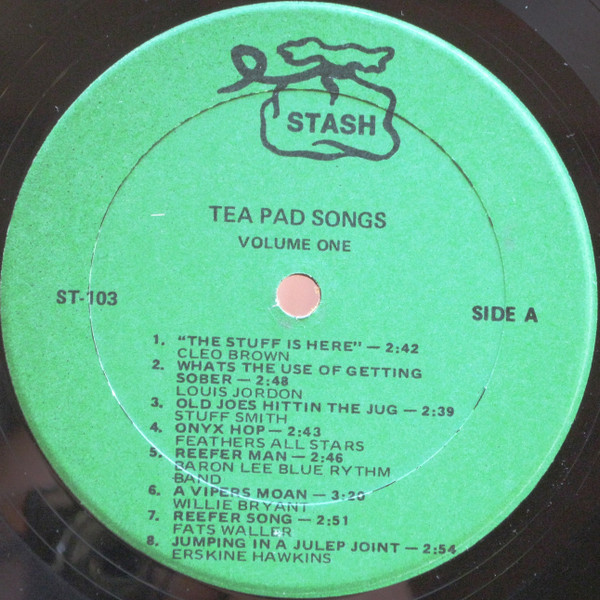 STASH
TEA PAD SONGS
VOLUME ONE
ST-103
SIDE A
1. "THE STUFF IS HERE" — 2:42
CLEO BROWN
2. WHATS THE USE OF GETTING
SOBER — 2:48
LOUIS JORDON
3. OLD JOES HITTIN THE JUG — 2:39
STUFF SMITH
4. ONYX HOP — 2:43
FEATHERS ALL STARS
5. REEFER MAN — 2:46
BARON LEE BLUE RYTHM
BAND
6. A VIPERS MOAN — 3:20
WILLIE BRYANT
7. REEFER SONG — 2:51
FATS WALLER
8. JUMPING IN A JULEP JOINT — 2:54
ERSKINE HAWKINS